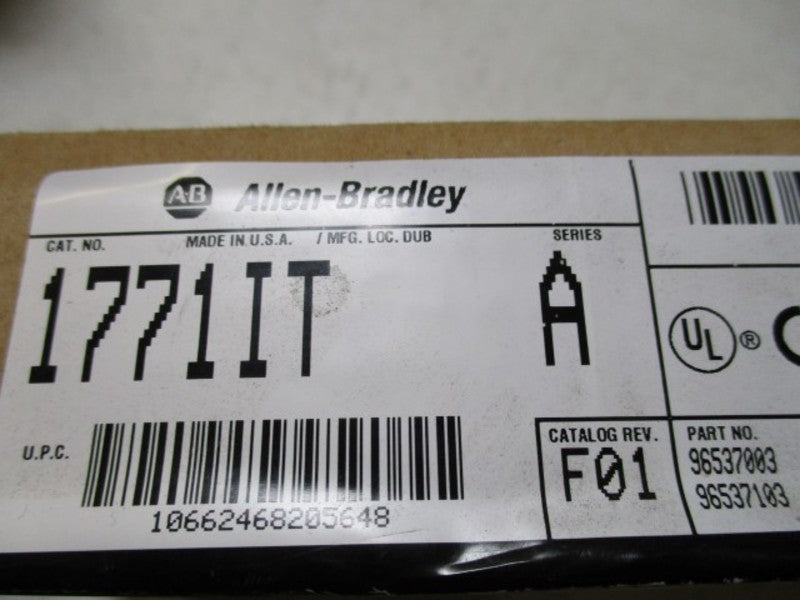 A-B Allen-Bradley
CAT. NO. MADE IN U.S.A. / MFG. LOC. DUB SERIES
1771IT A
UL ®
U.P.C. CATALOG REV. PART NO.
F01 96537003
96537103
10662468205648